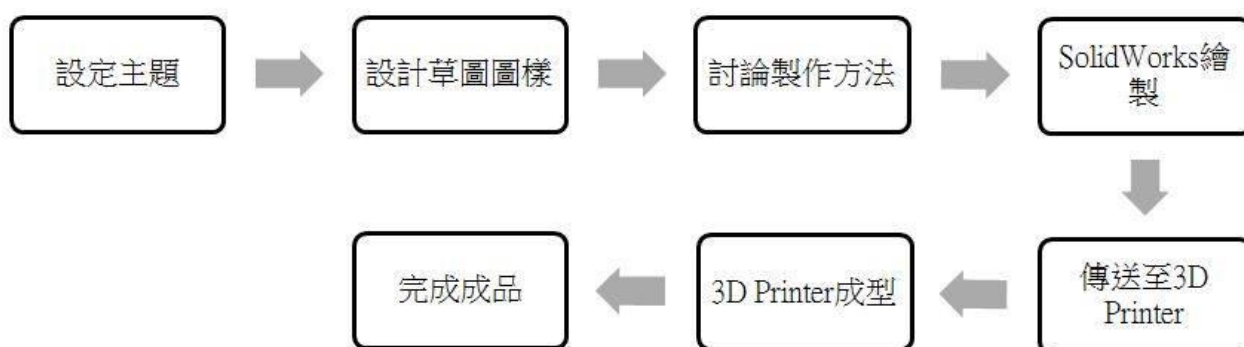 設定主題
設計草圖圖樣
討論製作方法
SolidWorks繪
製
傳送至3D
Printer
3D Printer成型
完成成品